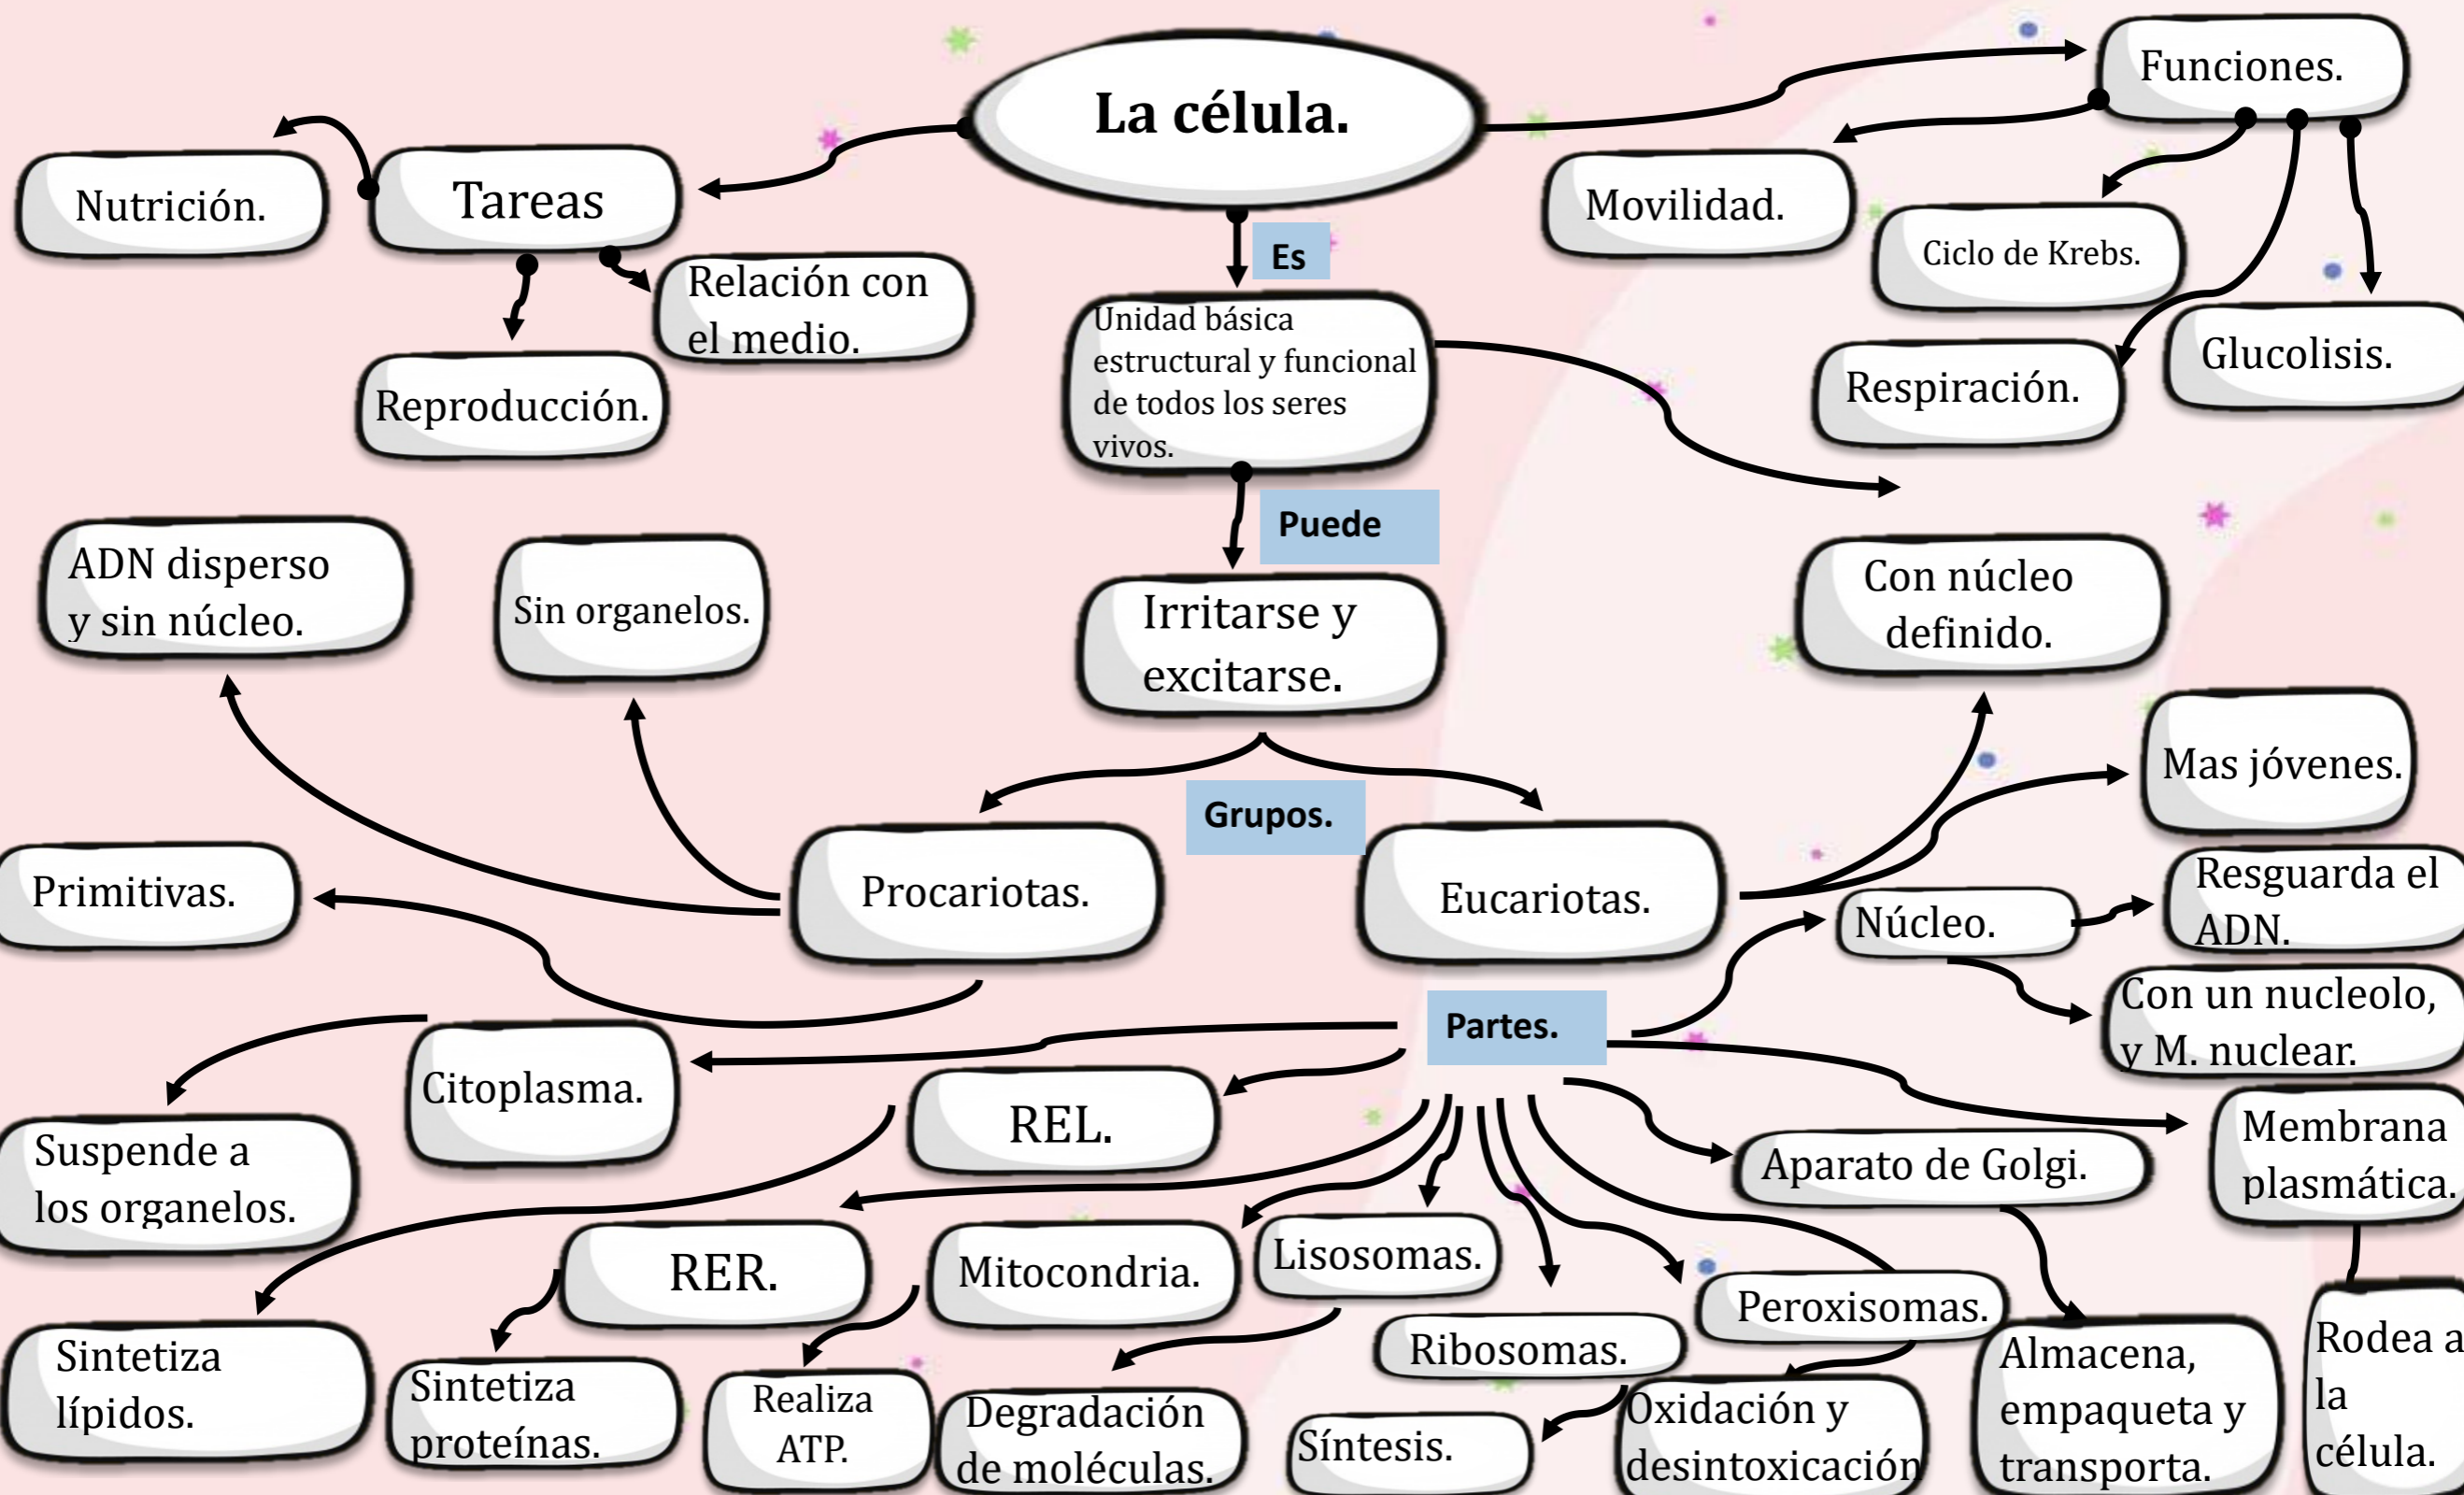 La célula.
Funciones.
Nutrición.
Tareas
Relación con
el medio.
Reproducción.
Es
Unidad básica
estructural y funcional
de todos los seres
vivos.
Movilidad.
Ciclo de Krebs.
Respiración.
Glucolisis.
Puede
Irritarse y
excitarse.
ADN disperso
y sin núcleo.
Sin organelos.
Con núcleo
definido.
Mas jóvenes.
Grupos.
Primitivas.
Procariotas.
Eucariotas.
Núcleo.
Resguarda el
ADN.
Con un nucleolo,
y M. nuclear.
Partes.
Citoplasma.
REL.
Suspende a
los organelos.
Aparato de Golgi.
Membrana
plasmática.
RER.
Mitocondria.
Lisosomas.
Ribosomas.
Peroxisomas.
Sintetiza
lípidos.
Sintetiza
proteínas.
Realiza
ATP.
Degradación
de moléculas.
Síntesis.
Oxidación y
desintoxicación
Almacena,
empaqueta y
transporta.
Rodea a
la
célula.